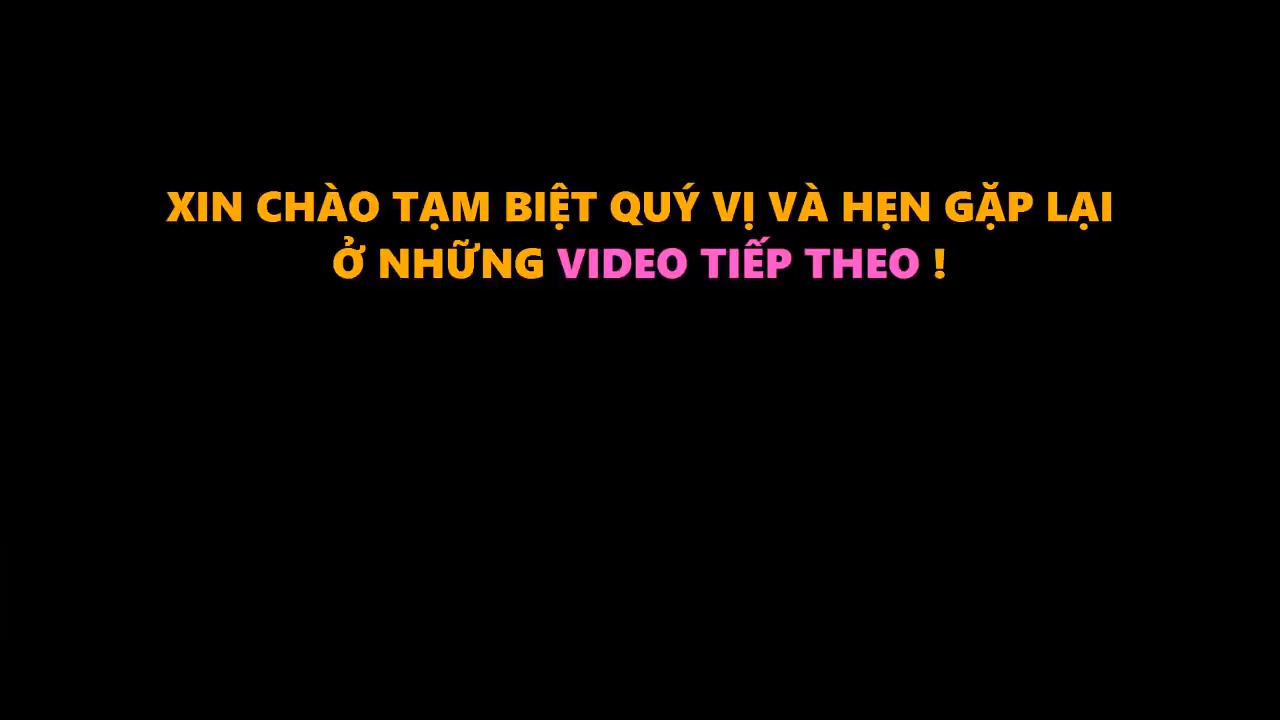 XIN CHÀO TẠM BIỆT QUÝ VỊ VÀ HẸN GẶP LẠI
Ở NHỮNG VIDEO TIẾP THEO !